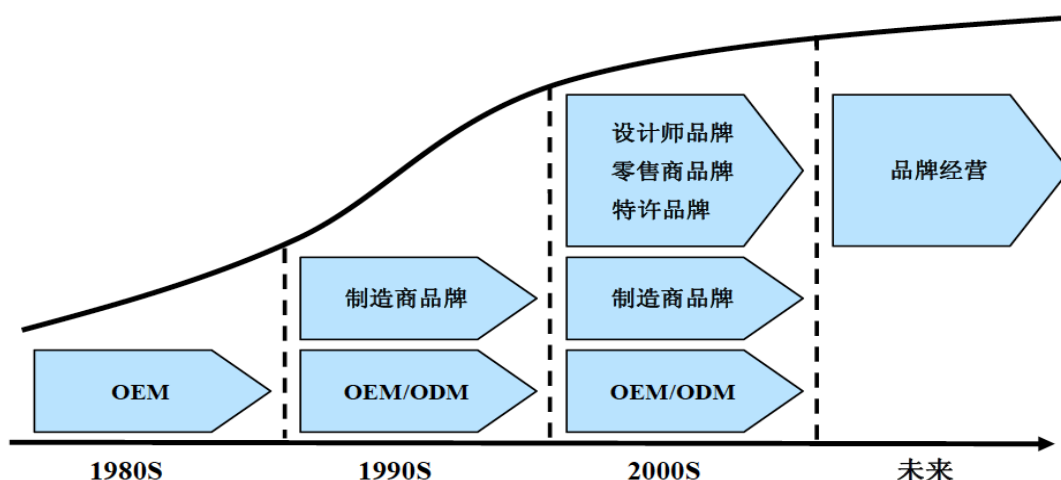 设计师品牌
零售商品牌
特许品牌
品牌经营
制造商品牌
制造商品牌
OEM
OEM/ODM
OEM/ODM
1980S
1990S
2000S
未来